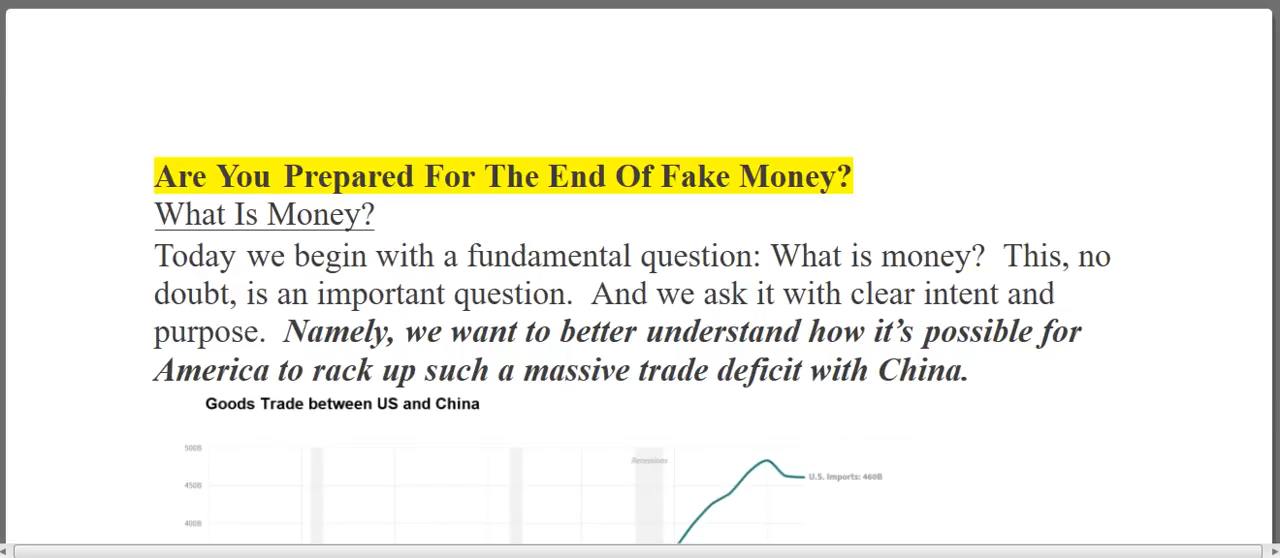 Are You Prepared For The End Of Fake Money?
What Is Money?
Today we begin with a fundamental question: What is money?  This, no
doubt, is an important question.  And we ask it with clear intent and
purpose.  Namely, we want to better understand how it’s possible for
America to rack up such a massive trade deficit with China.
Goods Trade between US and China
500B
Recessions
450B
U.S. Imports: 460B
400B